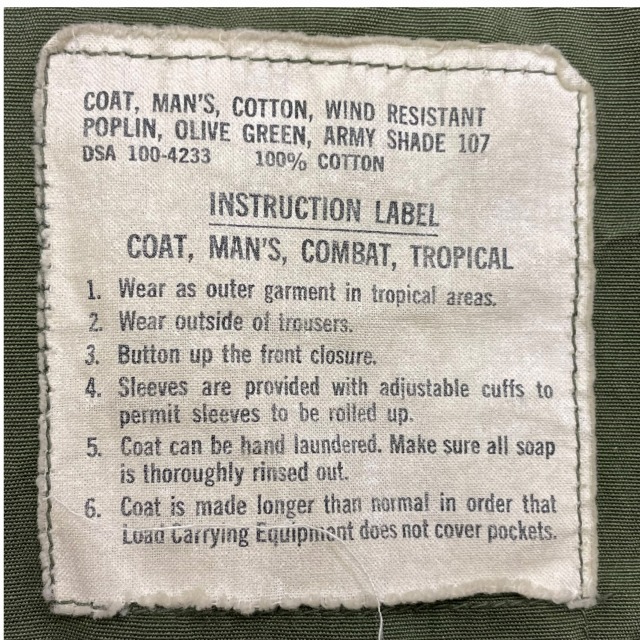 COAT, MAN'S, COTTON, WIND RESISTANT
POPLIN, OLIVE GREEN, ARMY SHADE 107
DSA 100-4233 100% COTTON
INSTRUCTION LABEL
COAT, MAN'S, COMBAT, TROPICAL
1. Wear as outer garment in tropical areas.
2. Wear outside of trousers.
3. Button up the front closure.
4. Sleeves are provided with adjustable cuffs to
permit sleeves to be rolled up.
5. Coat can be hand laundered. Make sure all soap
is thoroughly rinsed out.
6. Coat is made longer than normal in order that
Load Carrying Equipment does not cover pockets.